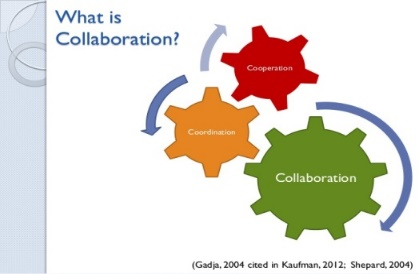 What is
Collaboration?
Cooperation
Coordination
Collaboration
(Gadja, 2004 cited in Kaufman, 2012; Shepard, 2004)